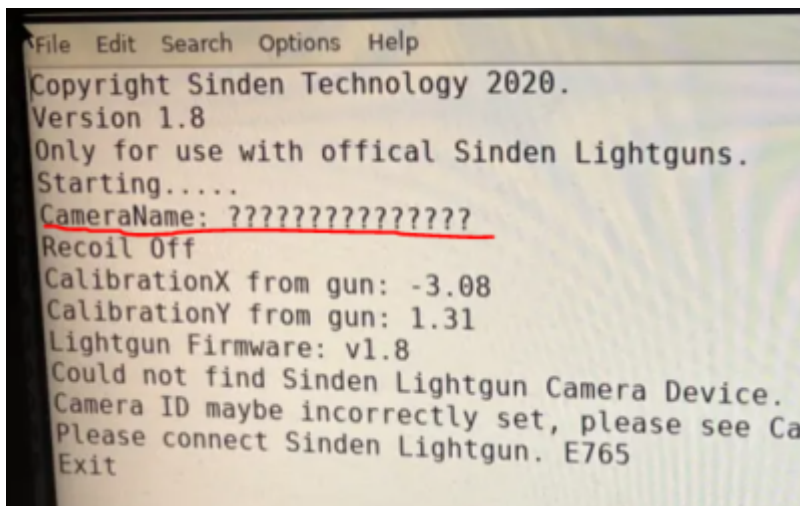 File Edit Search Options Help
Copyright Sinden Technology 2020.
Version 1.8
Only for use with offical Sinden Lightguns.
Starting.....
CameraName: ???????????????
Recoil Off
CalibrationX from gun: -3.08
CalibrationY from gun: 1.31
Lightgun Firmware: v1.8
Could not find Sinden Lightgun Camera Device.
Camera ID maybe incorrectly set, please see Ca
Please connect Sinden Lightgun. E765
Exit